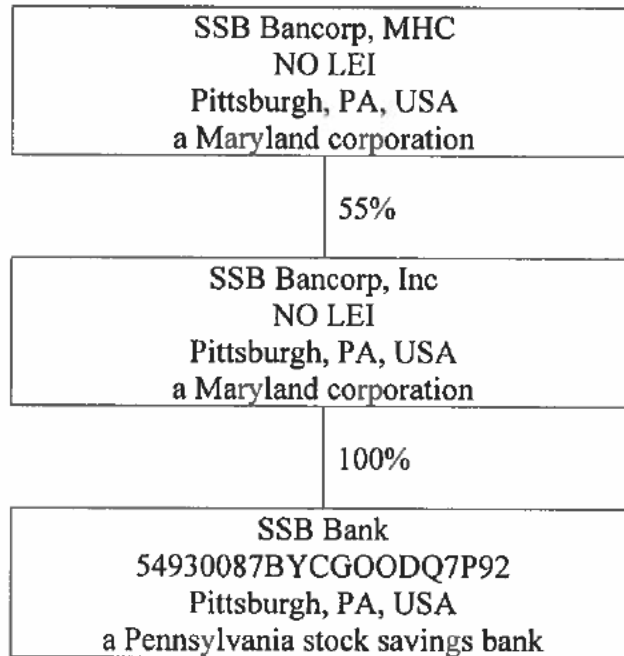 SSB Bancorp, MHC
NO LEI
Pittsburgh, PA, USA
a Maryland corporation
55%
SSB Bancorp, Inc
NO LEI
Pittsburgh, PA, USA
a Maryland corporation
100%
SSB Bank
54930087BYCGOODQ7P92
Pittsburgh, PA, USA
a Pennsylvania stock savings bank